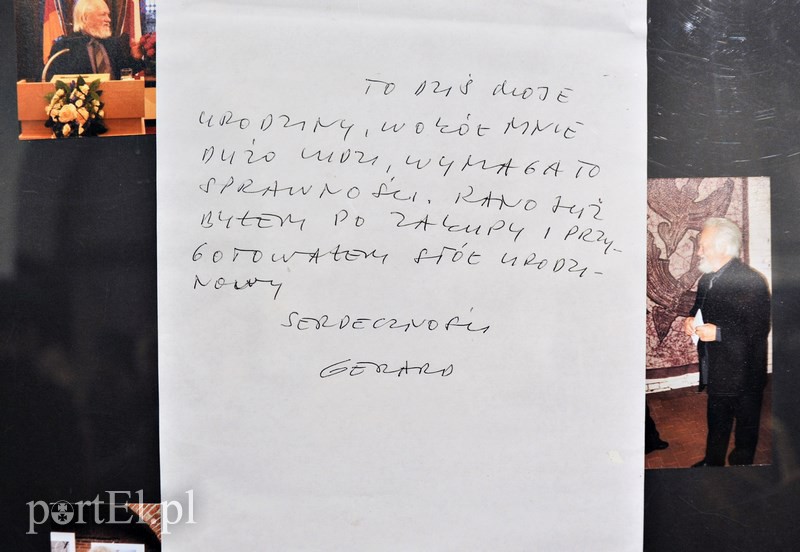 TO DZIŚ MOJE
URODZINY, WOKÓŁ MNIE
DUŻO LUDZI, WYMAGA TO
SPRAWNOŚCI. RANO JUŻ
BYŁEM PO ZAKUPY I PRZY-
GOTOWAŁEM STÓŁ URODZI-
NOWY
SERDECZNOŚCI
GERARD
portEl.pl